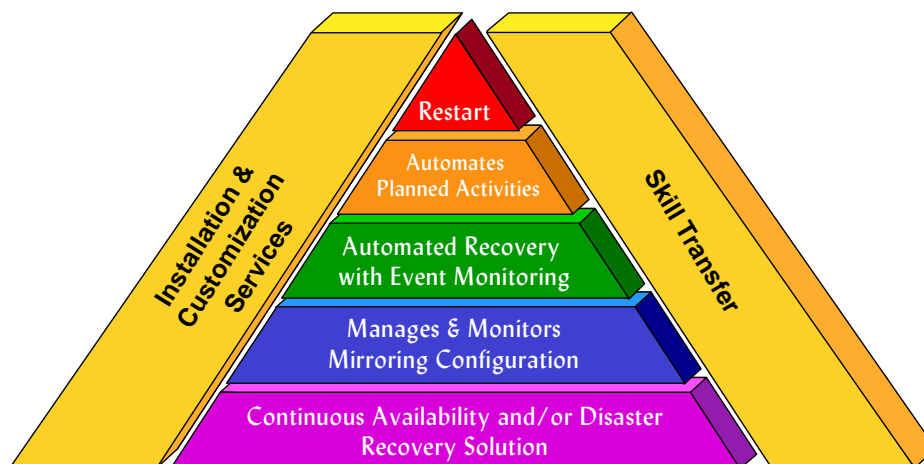 Restart
Automates
Planned Activities
Automated Recovery
with Event Monitoring
Manages & Monitors
Mirroring Configuration
Continuous Availability and/or Disaster
Recovery Solution
Installation &
Customization
Services
Skill Transfer